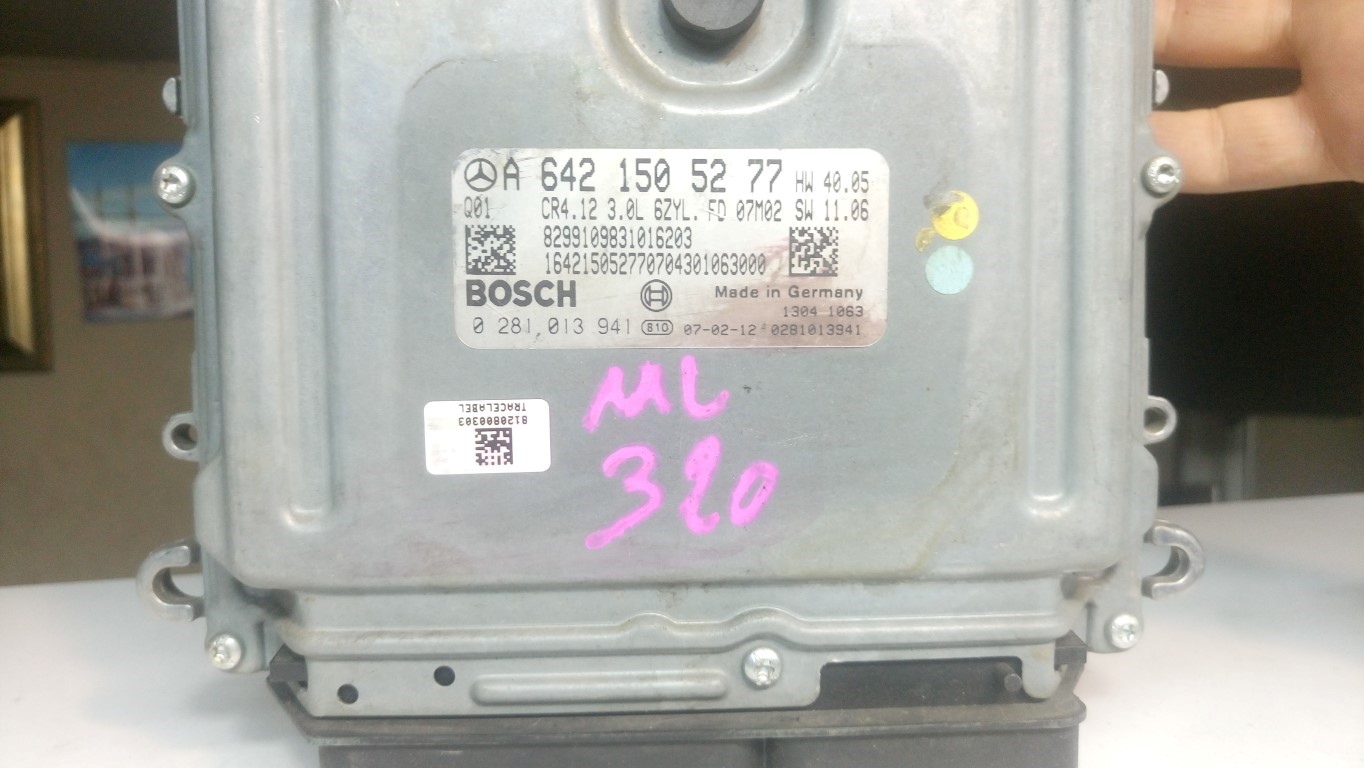 A 642 150 52 77 HW 40.05
Q01 CR4.12 3.0L 6ZYL. FD 07M02 SW 11.06
8299109831016203
164215052770704301063000
BOSCH Made in Germany
1304 1063
0 281 013 941 810 07-02-12 0281013941
ML
320
8120800303
TRACELABEL
C